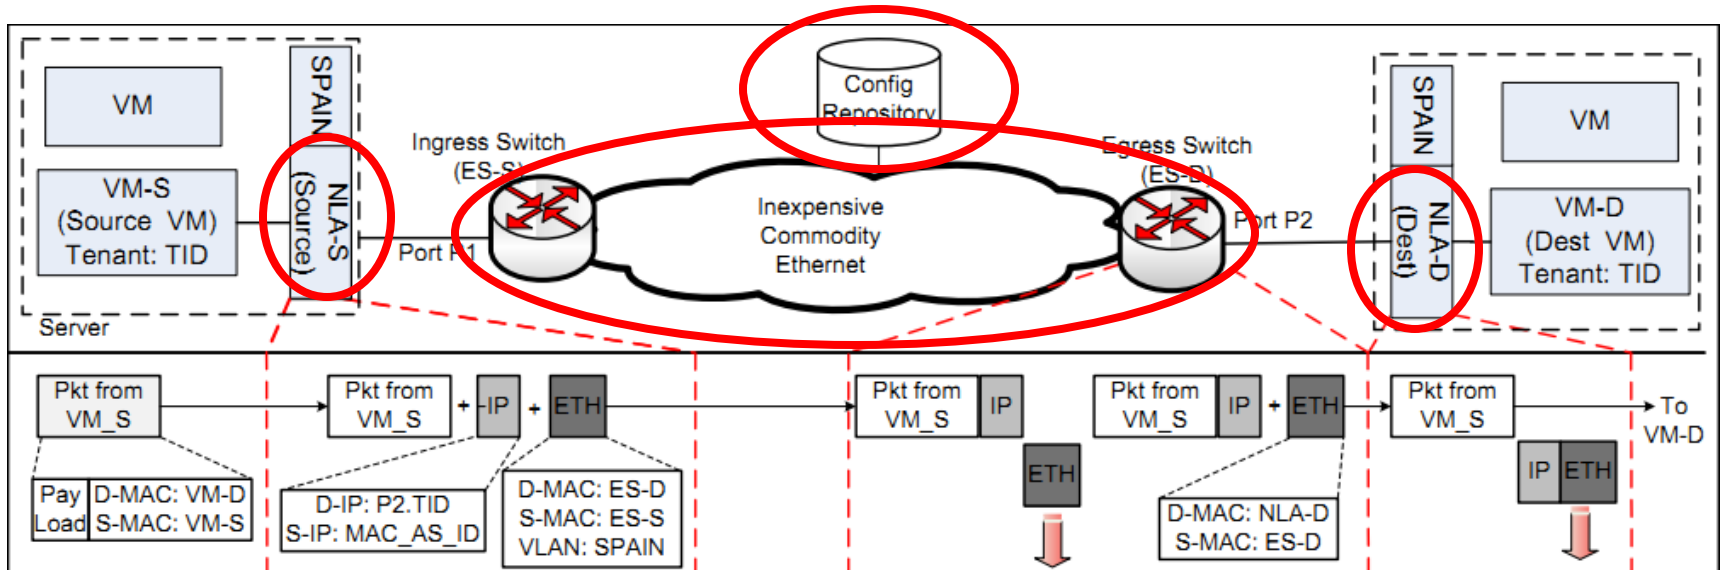 VM
SPAIN
VM-S
(Source VM)
Tenant: TID
NLA-S
(Source)
Server
Port P1
Ingress Switch
(ES-S)
Config
Repository
Inexpensive
Commodity
Ethernet
Egress Switch
(ES-D)
Port P2
SPAIN
NLA-D
(Dest)
VM
VM-D
(Dest VM)
Tenant: TID
Pkt from
VM_S
Pay
Load
D-MAC: VM-D
S-MAC: VM-S
Pkt from
VM_S
+
IP
+
ETH
D-IP: P2.TID
S-IP: MAC_AS_ID
D-MAC: ES-D
S-MAC: ES-S
VLAN: SPAIN
Pkt from
VM_S
IP
ETH
Pkt from
VM_S
IP
+
ETH
D-MAC: NLA-D
S-MAC: ES-D
Pkt from
VM_S
To
VM-D
IP
ETH